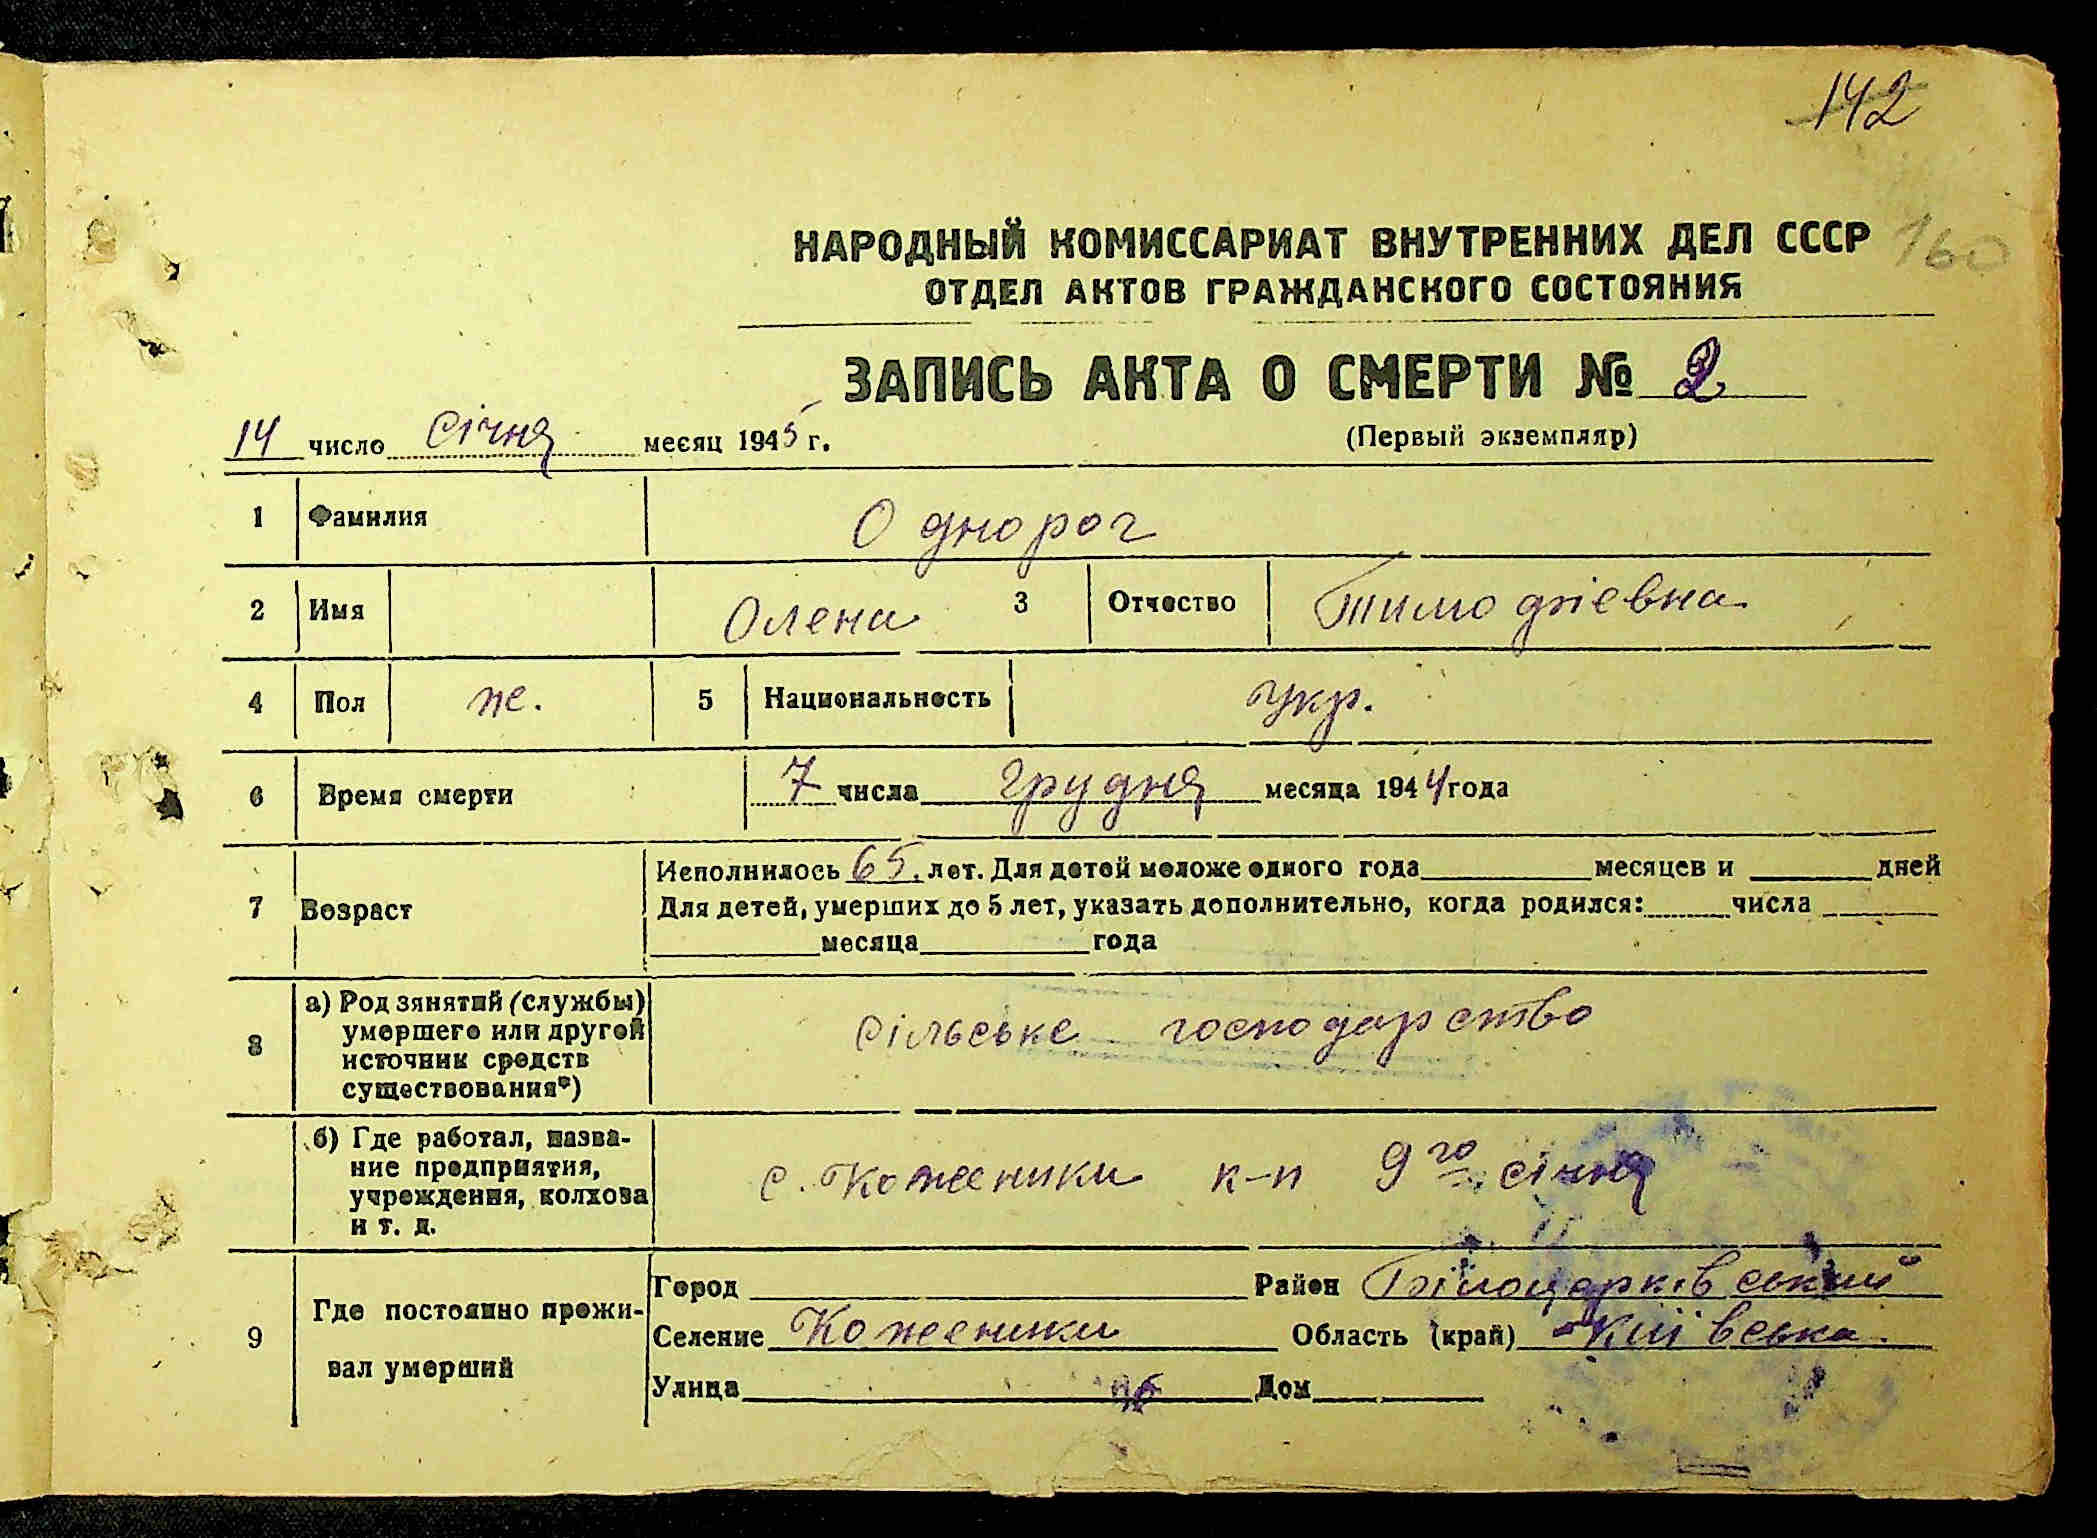 142
160
НАРОДНЫЙ КОМИССАРИАТ ВНУТРЕННИХ ДЕЛ СССР
ОТДЕЛ АКТОВ ГРАЖДАНСКОГО СОСТОЯНИЯ
ЗАПИСЬ АКТА О СМЕРТИ № 2
14 число січня месяц 1945 г.
(Первый экземпляр)
1 Фамилия Однорог
2 Имя Олена 3 Отчество
4 Пол ж. 5 Национальность укр.
6 Время смерти 7 числа грудня месяца 1944 года
7 Возраст
Исполнилось 65. лет. Для детей моложе одного года месяцев и дней
Для детей, умерших до 5 лет, указать дополнительно, когда родился: числа
месяца года
8 а) Род занятий (службы)
умершего или другой
источник средств
существования*)
сільське господарство
б) Где работал, назва-
ние предприятия,
учреждения, колхоза
и т. д.
с. Коженики к-п 9го січня
9 Где постоянно прожи-
вал умерший
Город Район Білоцерківський
Селение Коженики Область (край) Київська
Улица Дом